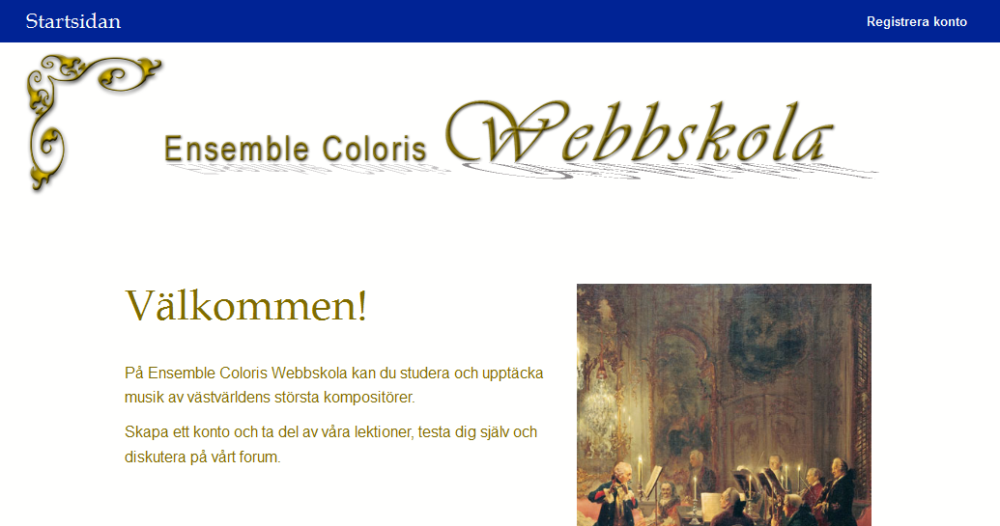 Startsidan
Registrera konto
Ensemble Coloris Webbskola
Välkommen!
På Ensemble Coloris Webbskola kan du studera och upptäcka
musik av västvärldens största kompositörer.
Skapa ett konto och ta del av våra lektioner, testa dig själv och
diskutera på vårt forum.